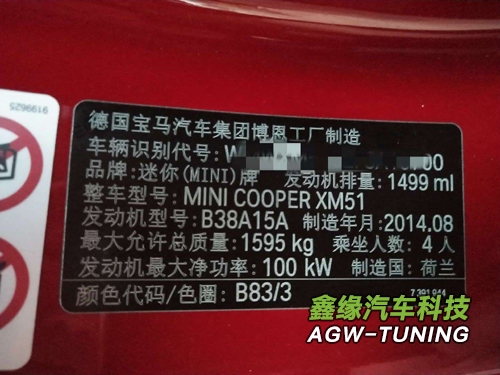 9199625
德国宝马汽车集团博恩工厂制造
车辆识别代号: W 00
品牌: 迷你(MINI)牌 发动机排量: 1499 ml
整车型号: MINI COOPER XM51
发动机型号: B38A15A 制造年月: 2014.08
最大允许总质量: 1595 kg 乘坐人数: 4 人
发动机最大净功率: 100 kW 制造国: 荷兰
颜色代码/色圈: B83/3
鑫缘汽车科技
AGW-TUNING